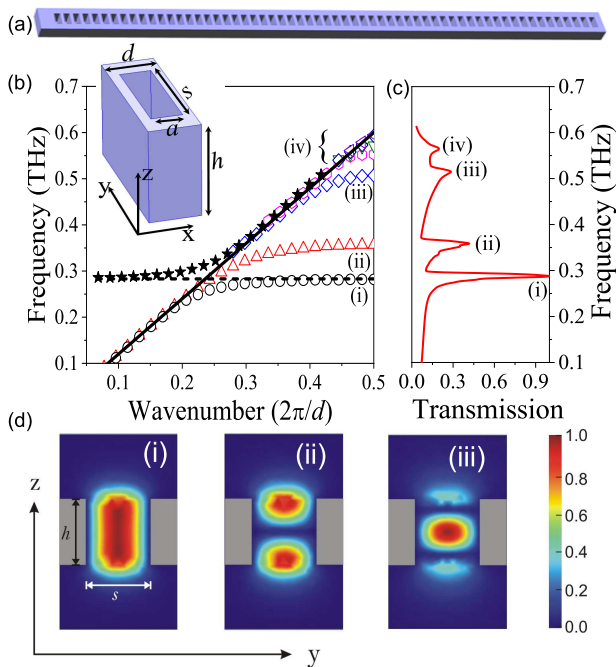 (a)
(b)
d
s
a
h
z
y
x
(c)
0.7
0.6
0.5
0.4
0.3
0.2
0.1
Frequency (THz)
(iv)
(iii)
(ii)
(i)
0.1 0.2 0.3 0.4 0.5
Wavenumber (2π/d)
(iv)
(iii)
(ii)
(i)
0.7
0.6
0.5
0.4
0.3
0.2
0.1
Frequency (THz)
0.0 0.3 0.6 0.9
Transmission
(d)
z
(i) (ii) (iii)
h
s
y
1.0
0.8
0.6
0.4
0.2
0.0